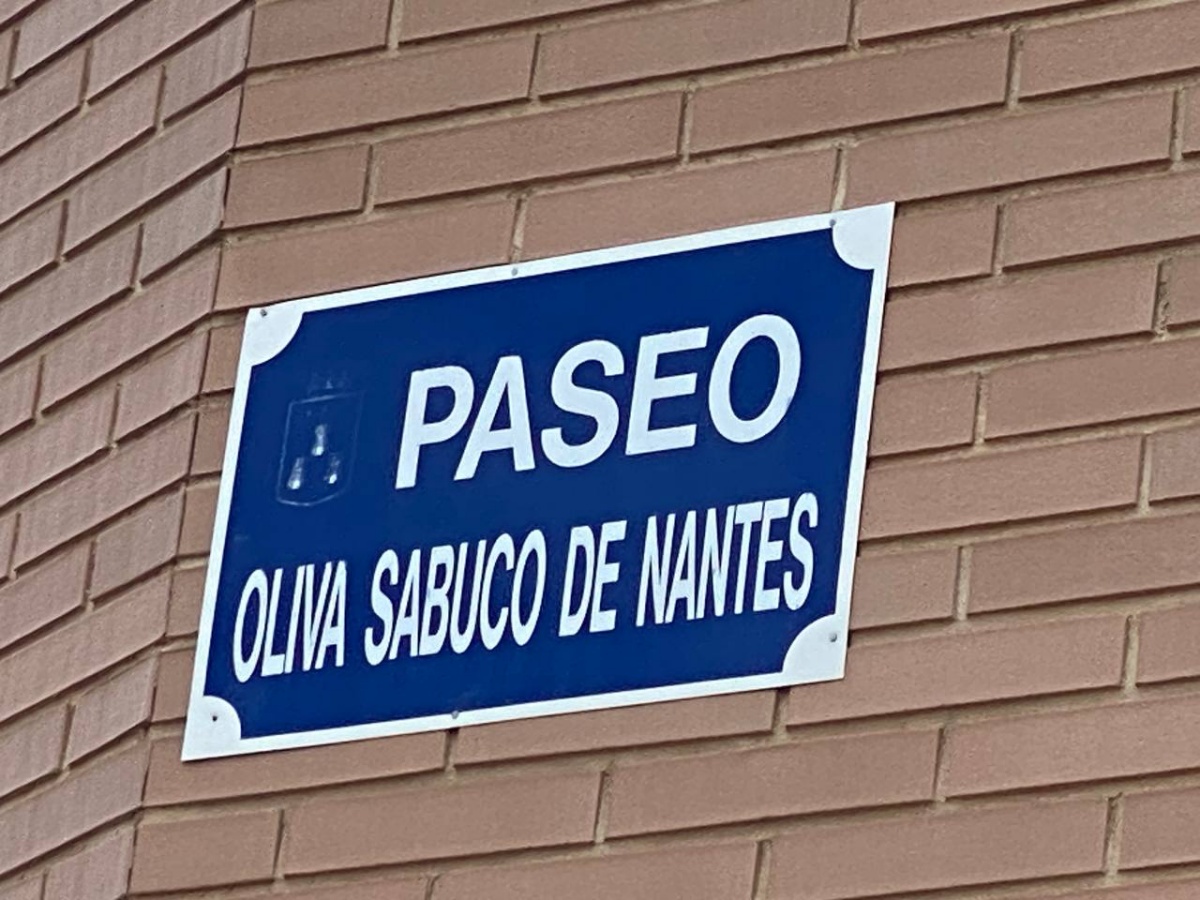 PASEO
OLIVA SABUCO DE NANTES